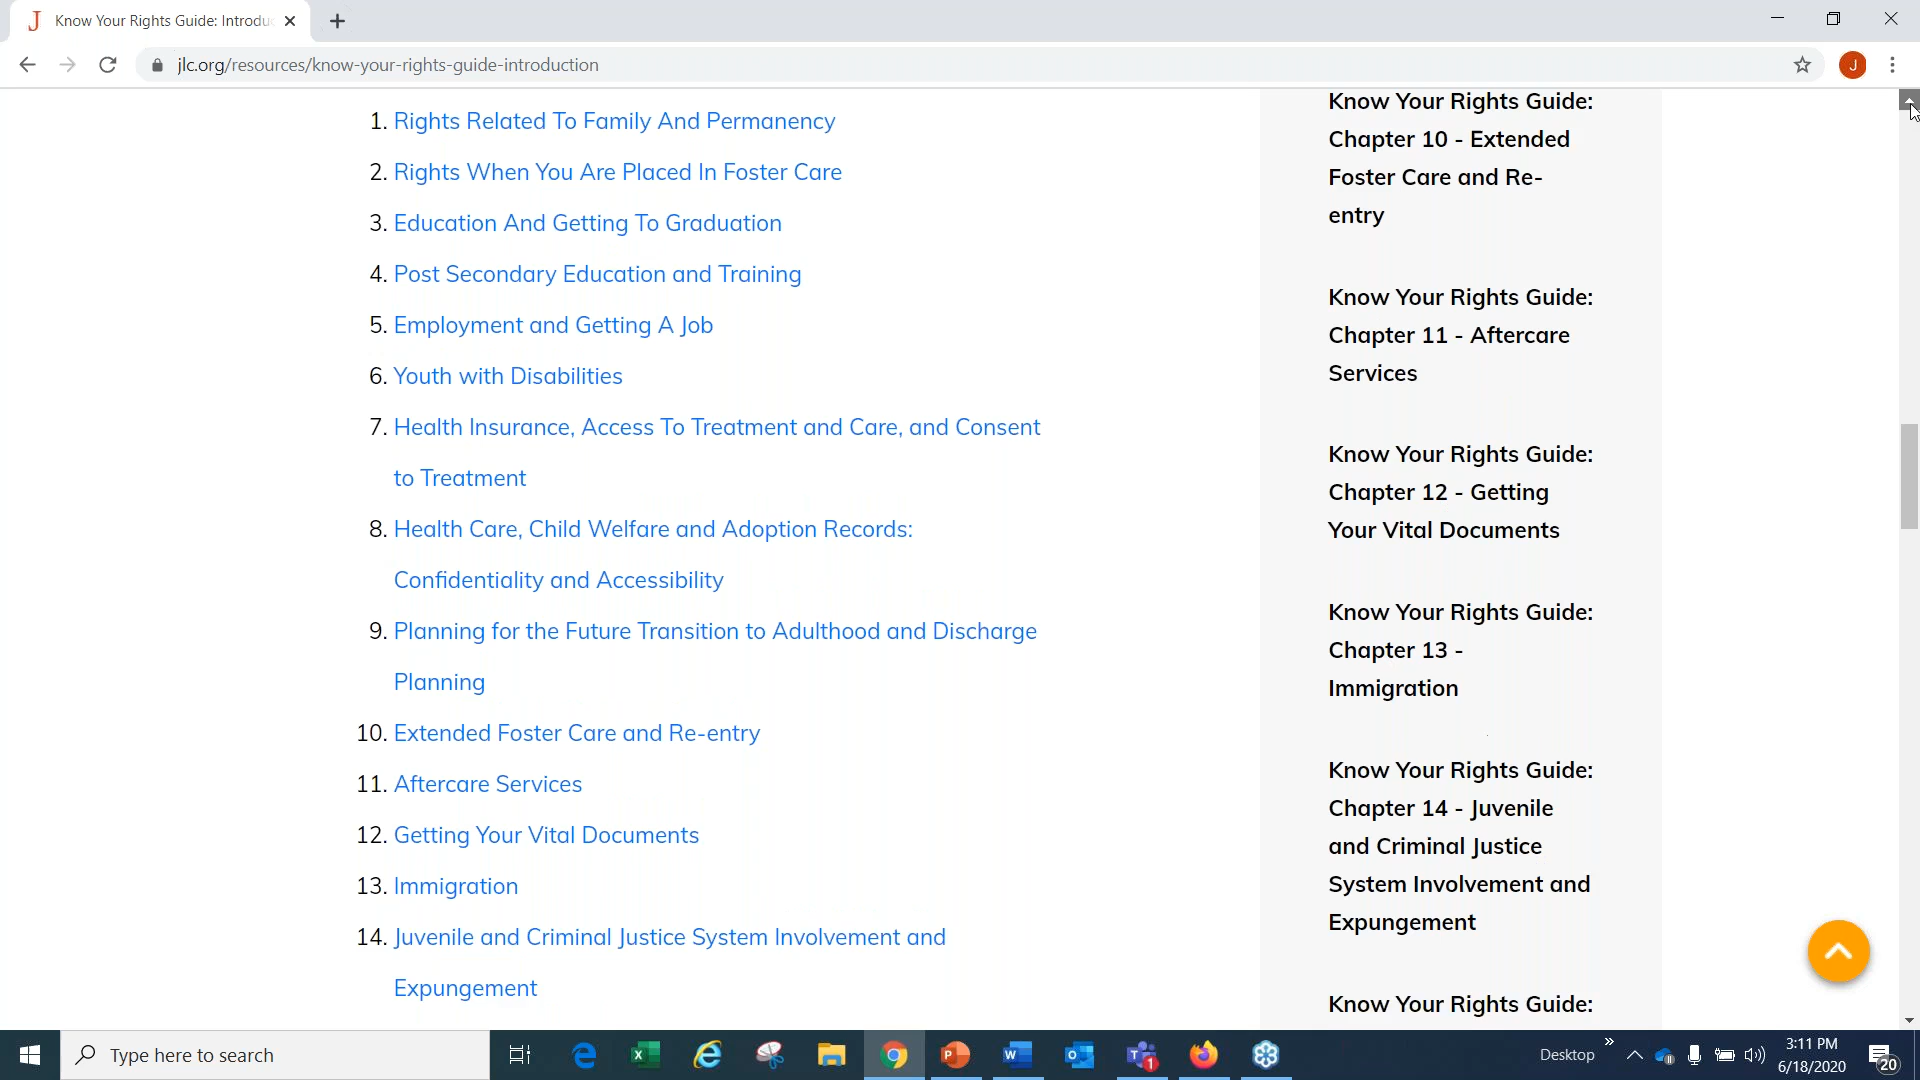 Know Your Rights Guide: Introdu
jlc.org/resources/know-your-rights-guide-introduction
J
1. Rights Related To Family And Permanency
2. Rights When You Are Placed In Foster Care
3. Education And Getting To Graduation
4. Post Secondary Education and Training
5. Employment and Getting A Job
6. Youth with Disabilities
7. Health Insurance, Access To Treatment and Care, and Consent
to Treatment
8. Health Care, Child Welfare and Adoption Records:
Confidentiality and Accessibility
9. Planning for the Future Transition to Adulthood and Discharge
Planning
10. Extended Foster Care and Re-entry
11. Aftercare Services
12. Getting Your Vital Documents
13. Immigration
14. Juvenile and Criminal Justice System Involvement and
Expungement
Know Your Rights Guide:
Chapter 10 - Extended
Foster Care and Re-
entry
Know Your Rights Guide:
Chapter 11 - Aftercare
Services
Know Your Rights Guide:
Chapter 12 - Getting
Your Vital Documents
Know Your Rights Guide:
Chapter 13 -
Immigration
Know Your Rights Guide:
Chapter 14 - Juvenile
and Criminal Justice
System Involvement and
Expungement
Know Your Rights Guide:
Type here to search
Desktop
3:11 PM
6/18/2020
20